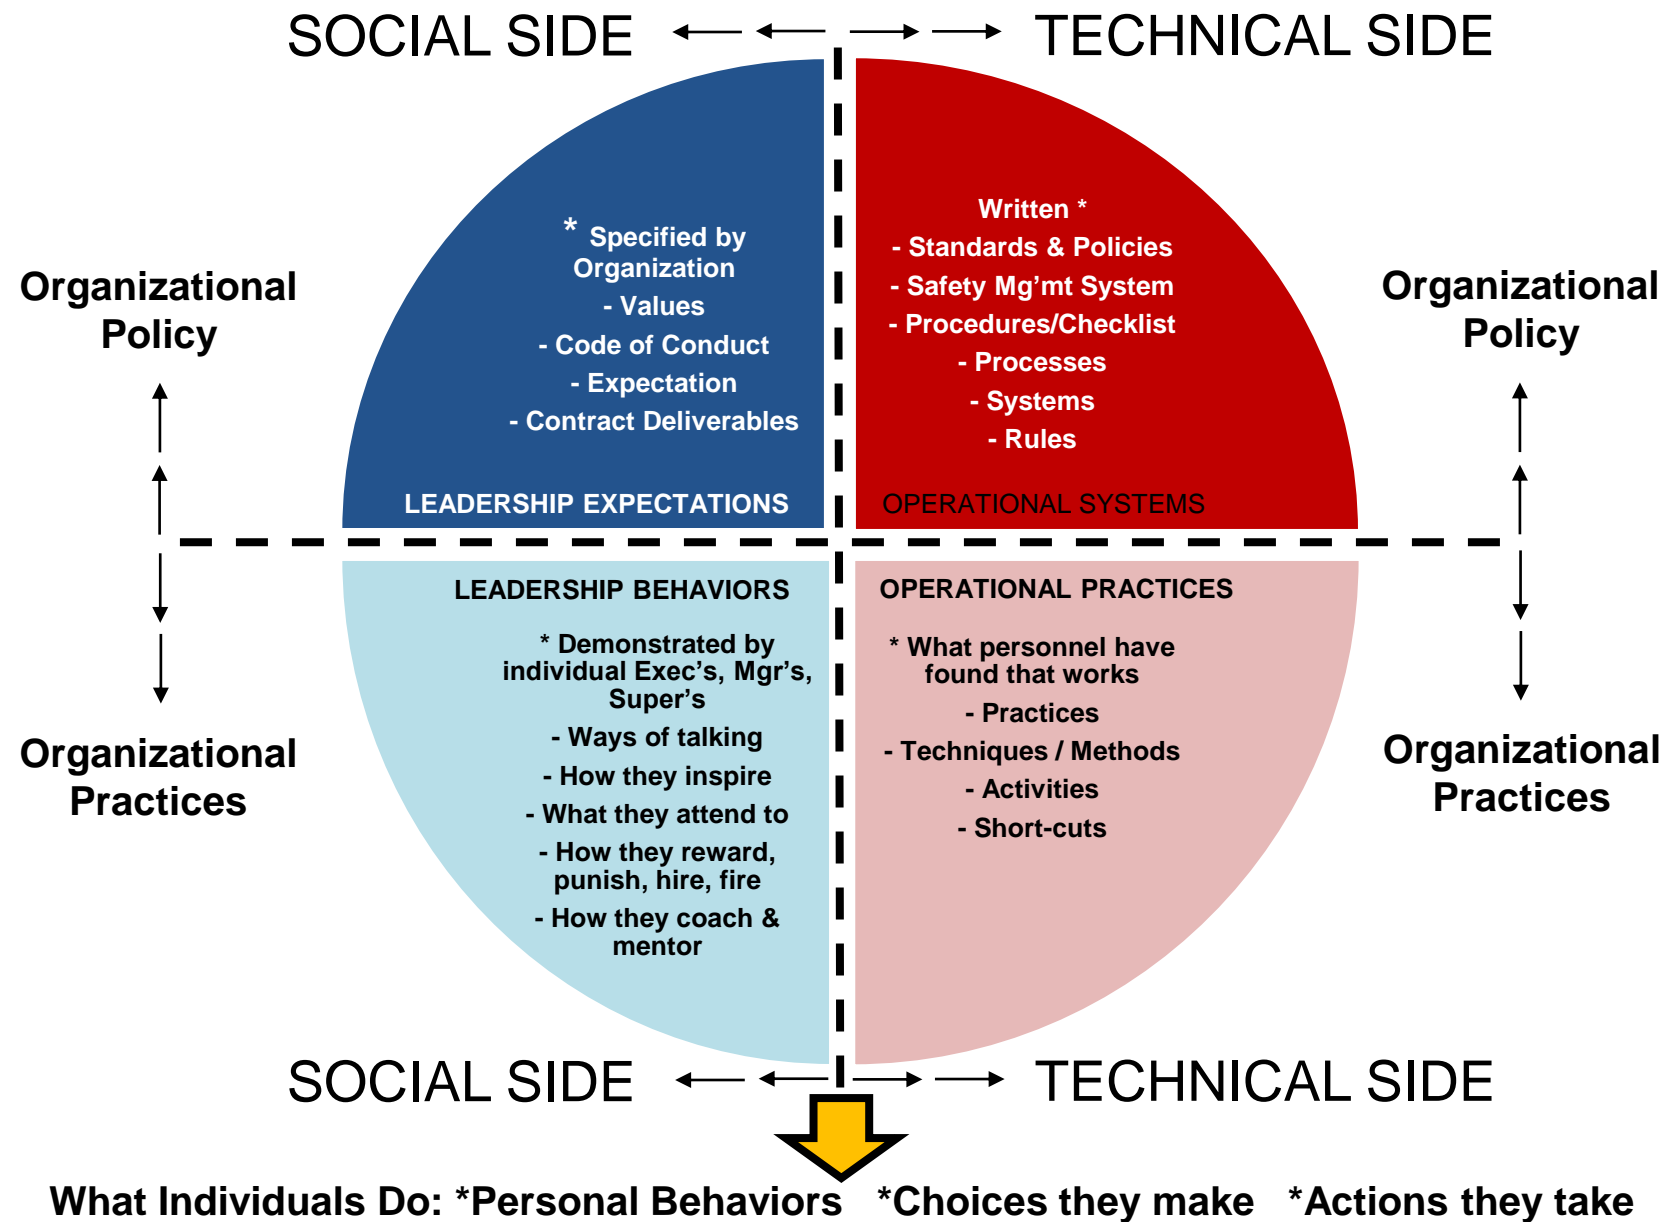 SOCIAL SIDE
TECHNICAL SIDE
Organizational
Policy
* Specified by
Organization
- Values
- Code of Conduct
- Expectation
- Contract Deliverables
LEADERSHIP EXPECTATIONS
Written *
- Standards & Policies
- Safety Mg’mt System
- Procedures/Checklist
- Processes
- Systems
- Rules
OPERATIONAL SYSTEMS
Organizational
Policy
Organizational
Practices
LEADERSHIP BEHAVIORS
* Demonstrated by
individual Exec’s, Mgr’s,
Super’s
- Ways of talking
- How they inspire
- What they attend to
- How they reward,
punish, hire, fire
- How they coach &
mentor
OPERATIONAL PRACTICES
* What personnel have
found that works
- Practices
- Techniques / Methods
- Activities
- Short-cuts
Organizational
Practices
SOCIAL SIDE
TECHNICAL SIDE
What Individuals Do: *Personal Behaviors *Choices they make *Actions they take